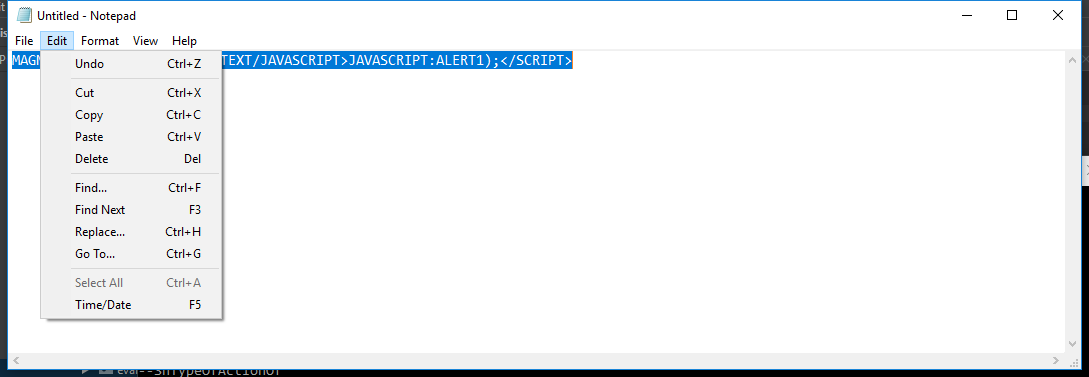 Untitled - Notepad
File Edit Format View Help
MAGN TEXT/JAVASCRIPT>JAVASCRIPT:ALERT1);</SCRIPT>
Undo Ctrl+Z
Cut Ctrl+X
Copy Ctrl+C
Paste Ctrl+V
Delete Del
Find... Ctrl+F
Find Next F3
Replace... Ctrl+H
Go To... Ctrl+G
Select All Ctrl+A
Time/Date F5